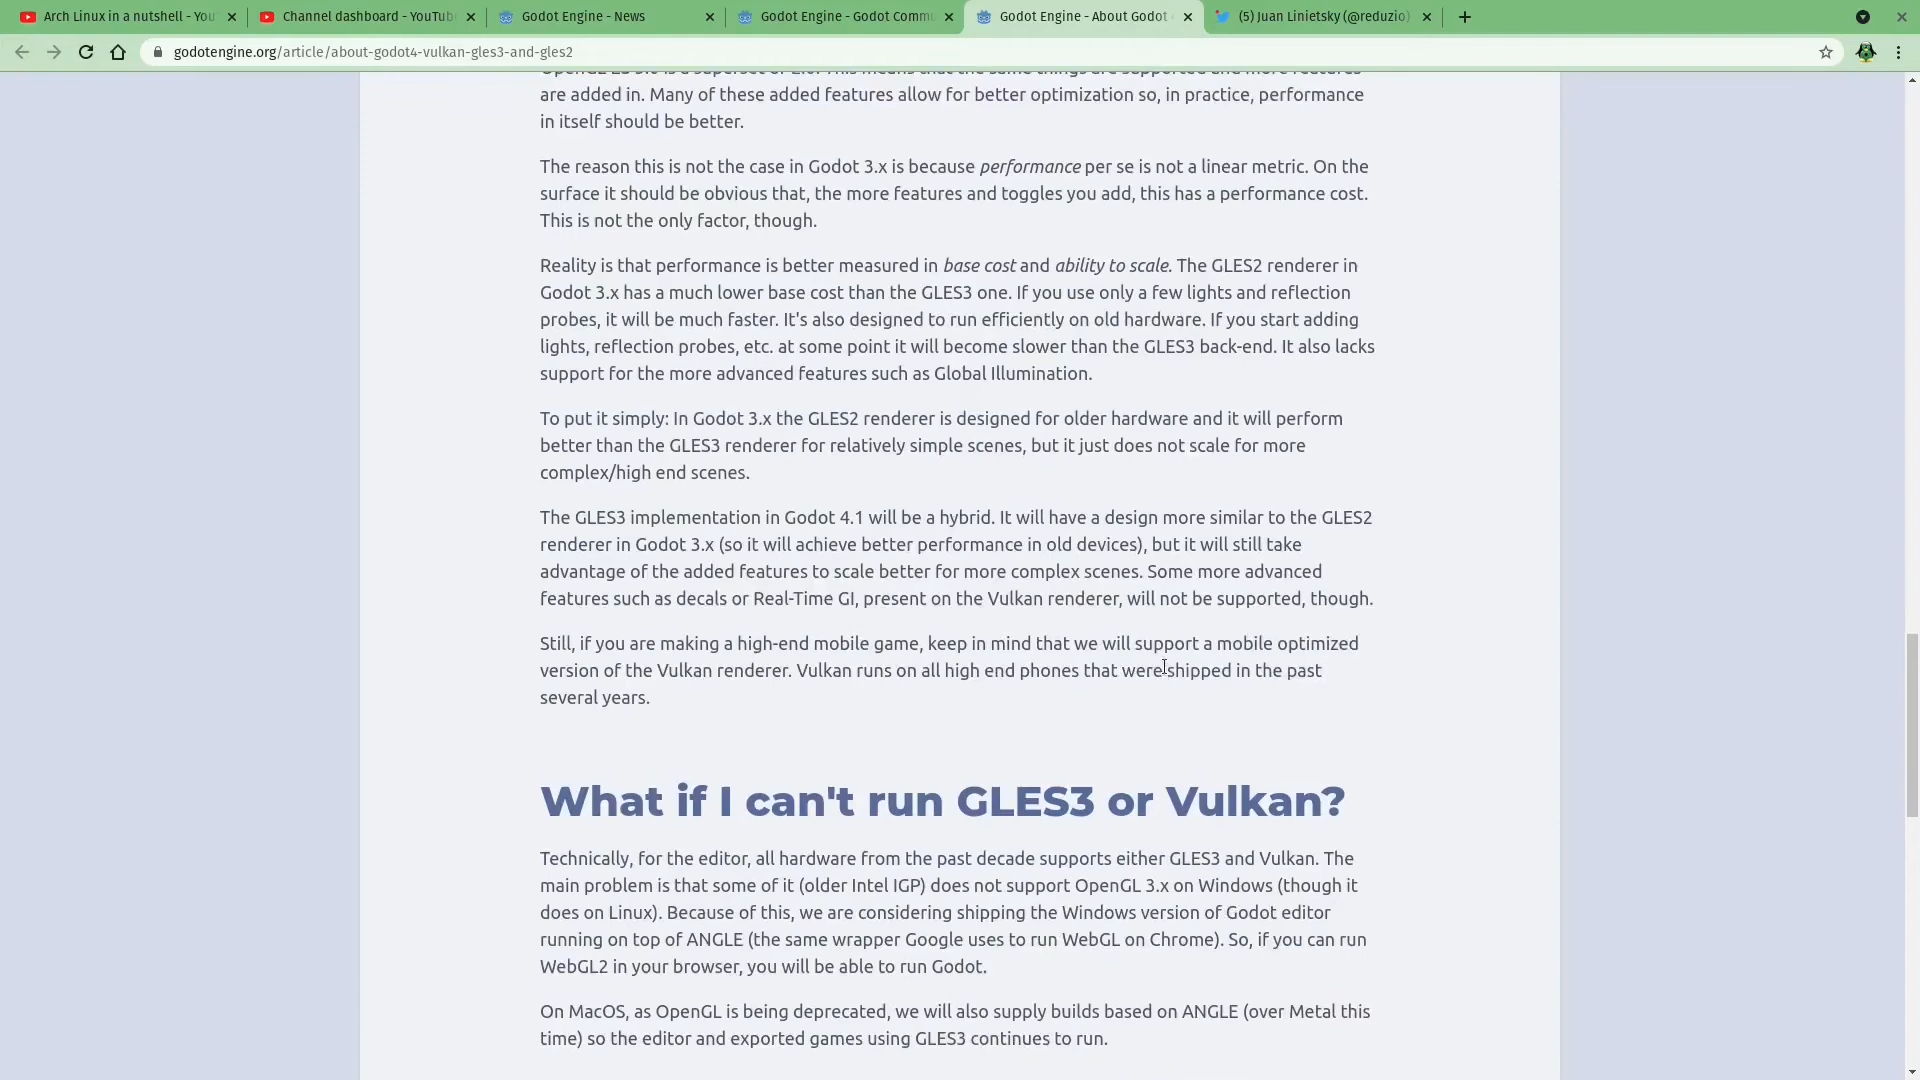 Arch Linux in a nutshell - You
Channel dashboard - YouTub
Godot Engine - News
Godot Engine - Godot Commu
Godot Engine - About Godot
(5) Juan Linietsky (@reduzio)
godotengine.org/article/about-godot4-vulkan-gles3-and-gles2
OpenGL ES 3.0 is a superset of 2.0. This means that the same things are supported and more features
are added in. Many of these added features allow for better optimization so, in practice, performance
in itself should be better.
The reason this is not the case in Godot 3.x is because performance per se is not a linear metric. On the
surface it should be obvious that, the more features and toggles you add, this has a performance cost.
This is not the only factor, though.
Reality is that performance is better measured in base cost and ability to scale. The GLES2 renderer in
Godot 3.x has a much lower base cost than the GLES3 one. If you use only a few lights and reflection
probes, it will be much faster. It's also designed to run efficiently on old hardware. If you start adding
lights, reflection probes, etc. at some point it will become slower than the GLES3 back-end. It also lacks
support for the more advanced features such as Global Illumination.
To put it simply: In Godot 3.x the GLES2 renderer is designed for older hardware and it will perform
better than the GLES3 renderer for relatively simple scenes, but it just does not scale for more
complex/high end scenes.
The GLES3 implementation in Godot 4.1 will be a hybrid. It will have a design more similar to the GLES2
renderer in Godot 3.x (so it will achieve better performance in old devices), but it will still take
advantage of the added features to scale better for more complex scenes. Some more advanced
features such as decals or Real-Time GI, present on the Vulkan renderer, will not be supported, though.
Still, if you are making a high-end mobile game, keep in mind that we will support a mobile optimized
version of the Vulkan renderer. Vulkan runs on all high end phones that were shipped in the past
several years.
What if I can't run GLES3 or Vulkan?
Technically, for the editor, all hardware from the past decade supports either GLES3 and Vulkan. The
main problem is that some of it (older Intel IGP) does not support OpenGL 3.x on Windows (though it
does on Linux). Because of this, we are considering shipping the Windows version of Godot editor
running on top of ANGLE (the same wrapper Google uses to run WebGL on Chrome). So, if you can run
WebGL2 in your browser, you will be able to run Godot.
On MacOS, as OpenGL is being deprecated, we will also supply builds based on ANGLE (over Metal this
time) so the editor and exported games using GLES3 continues to run.